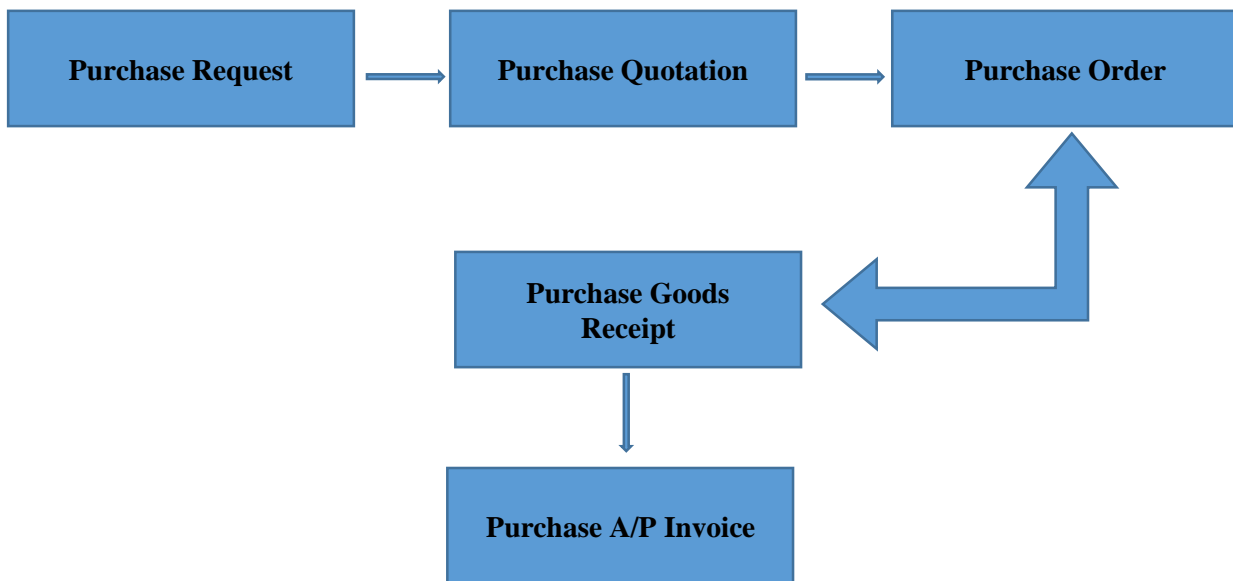 Purchase Request
Purchase Quotation
Purchase Order
Purchase Goods
Receipt
Purchase A/P Invoice